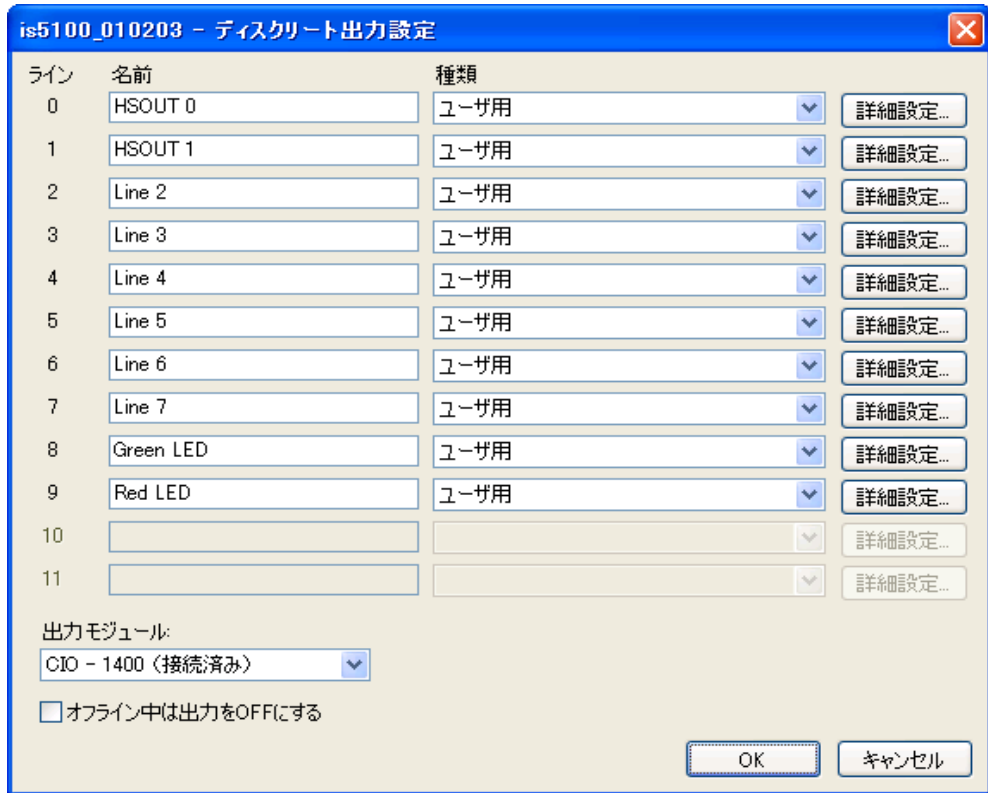 is5100_010203 - ディスクリート出力設定
ライン 名前 種類
0 HSOUT 0 ユーザ用 詳細設定...
1 HSOUT 1 ユーザ用 詳細設定...
2 Line 2 ユーザ用 詳細設定...
3 Line 3 ユーザ用 詳細設定...
4 Line 4 ユーザ用 詳細設定...
5 Line 5 ユーザ用 詳細設定...
6 Line 6 ユーザ用 詳細設定...
7 Line 7 ユーザ用 詳細設定...
8 Green LED ユーザ用 詳細設定...
9 Red LED ユーザ用 詳細設定...
10 詳細設定...
11 詳細設定...
出力モジュール:
CIO - 1400 (接続済み)
オフライン中は出力をOFFにする
OK キャンセル